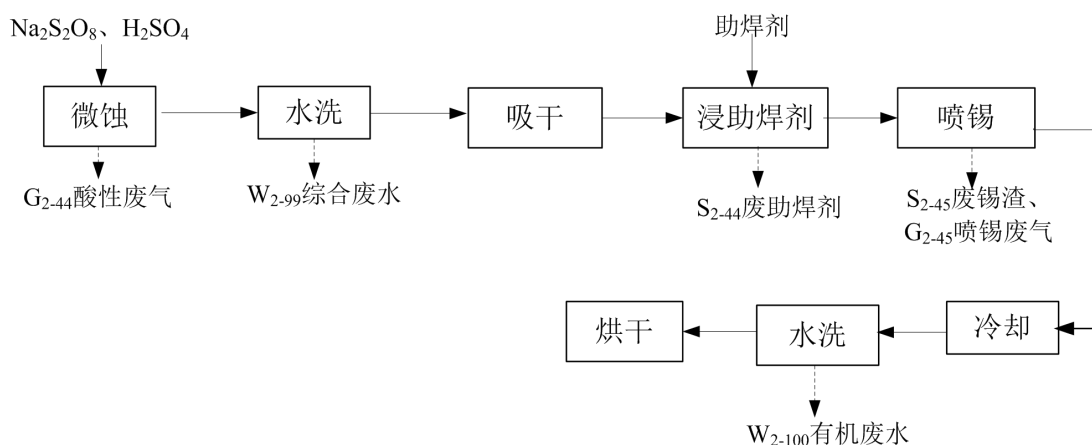 Na₂S₂O₈、H₂SO₄
助焊剂
微蚀
水洗
吸干
浸助焊剂
喷锡
G₂₋₄₄酸性废气
W₂₋₉₉综合废水
S₂₋₄₄废助焊剂
S₂₋₄₅废锡渣、
G₂₋₄₅喷锡废气
烘干
水洗
冷却
W₂₋₁₀₀有机废水